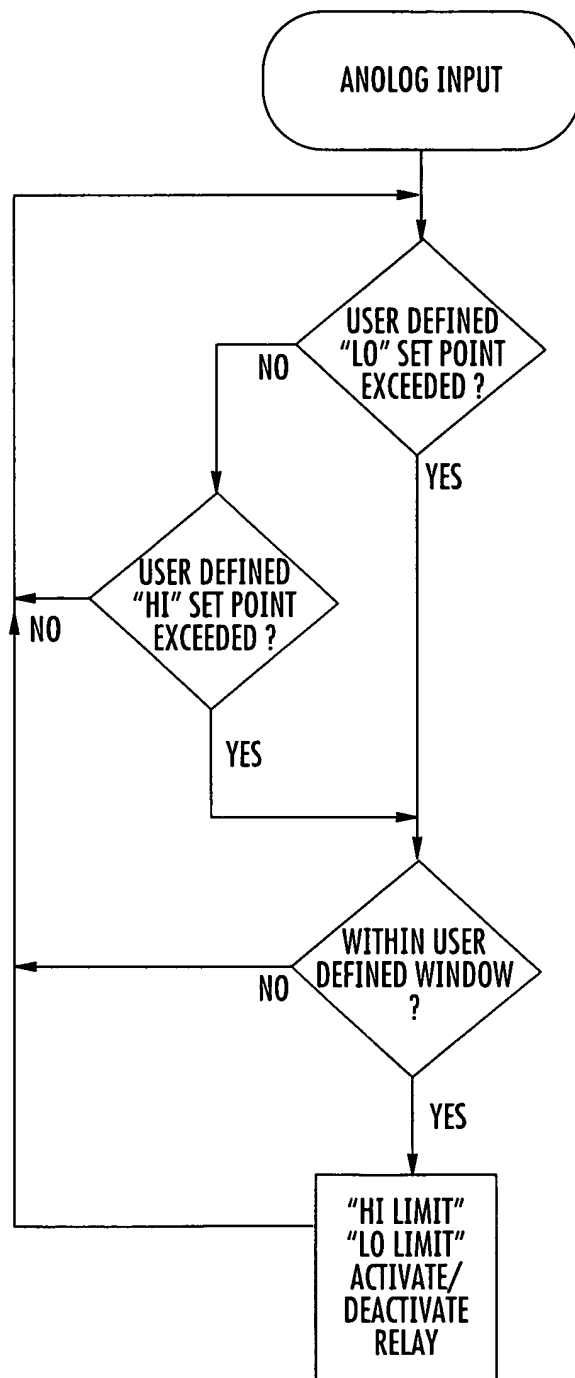 ANOLOG INPUT
USER DEFINED
“LO” SET POINT
EXCEEDED ?
NO
YES
USER DEFINED
“HI” SET POINT
EXCEEDED ?
NO
YES
WITHIN USER
DEFINED WINDOW
?
NO
YES
“HI LIMIT”
“LO LIMIT”
ACTIVATE/
DEACTIVATE
RELAY